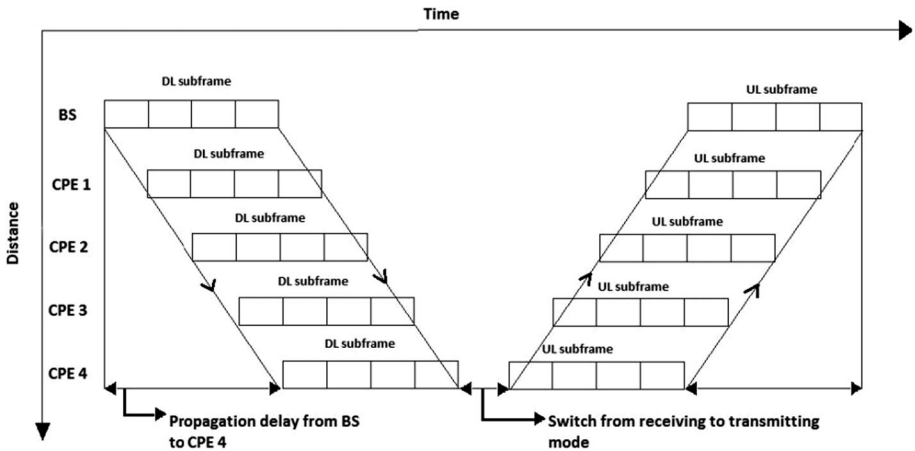 Time
Distance
DL subframe
UL subframe
BS
DL subframe
UL subframe
CPE 1
DL subframe
UL subframe
CPE 2
DL subframe
UL subframe
CPE 3
DL subframe
UL subframe
CPE 4
Propagation delay from BS
to CPE 4
Switch from receiving to transmitting
mode